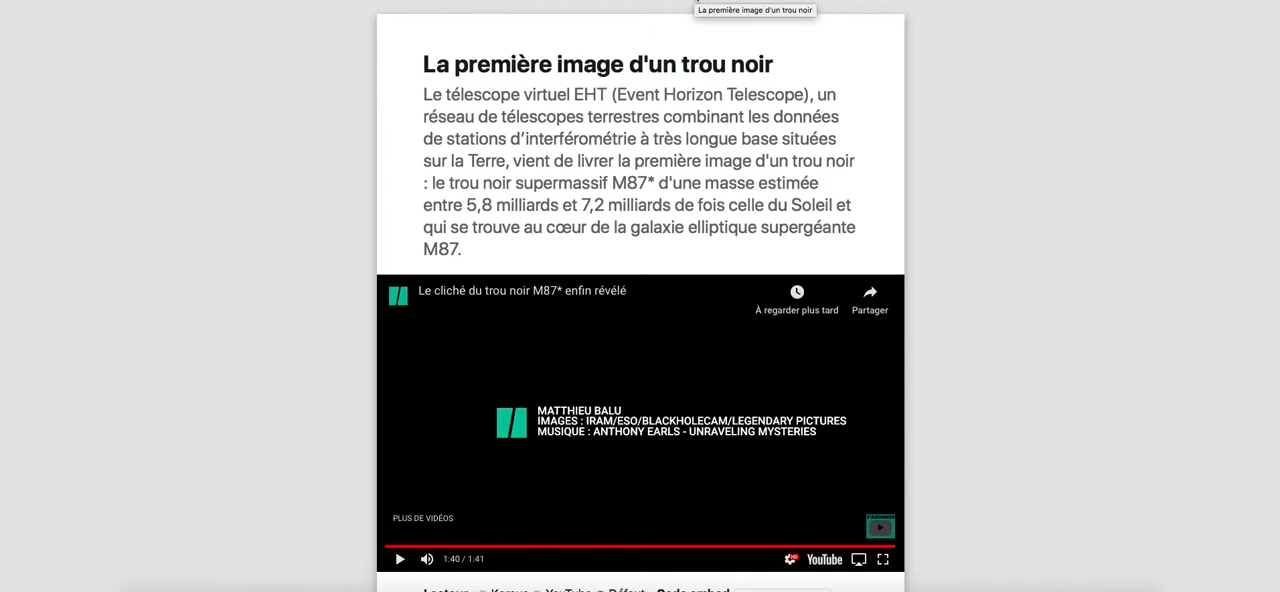 La première image d'un trou noir
La première image d'un trou noir
Le télescope virtuel EHT (Event Horizon Telescope), un
réseau de télescopes terrestres combinant les données
de stations d’interférométrie à très longue base situées
sur la Terre, vient de livrer la première image d'un trou noir
: le trou noir supermassif M87* d'une masse estimée
entre 5,8 milliards et 7,2 milliards de fois celle du Soleil et
qui se trouve au cœur de la galaxie elliptique supergéante
M87.
Le cliché du trou noir M87* enfin révélé
À regarder plus tard
Partager
MATTHIEU BALU
IMAGES : IRAM/ESO/BLACKHOLECAM/LEGENDARY PICTURES
MUSIQUE : ANTHONY EARLS - UNRAVELING MYSTERIES
PLUS DE VIDÉOS
1:40 / 1:41
HD
YouTube